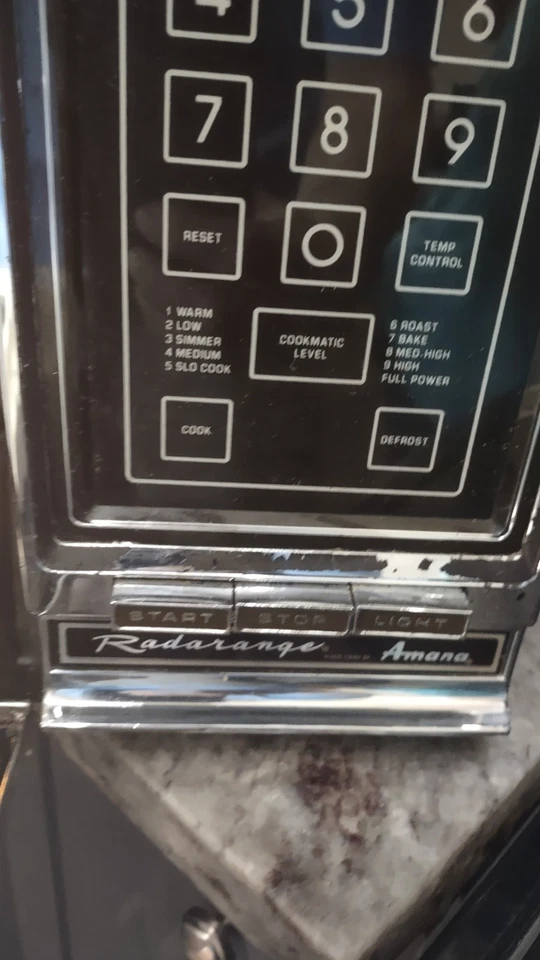 4 5 6
7 8 9
RESET 0 TEMP CONTROL
1 WARM
2 LOW
3 SIMMER
4 MEDIUM
5 SLO COOK
COOKMATIC
LEVEL
6 ROAST
7 BAKE
8 MED-HIGH
9 HIGH
FULL POWER
COOK DEFROST
START STOP LIGHT
Radarange® Amana®